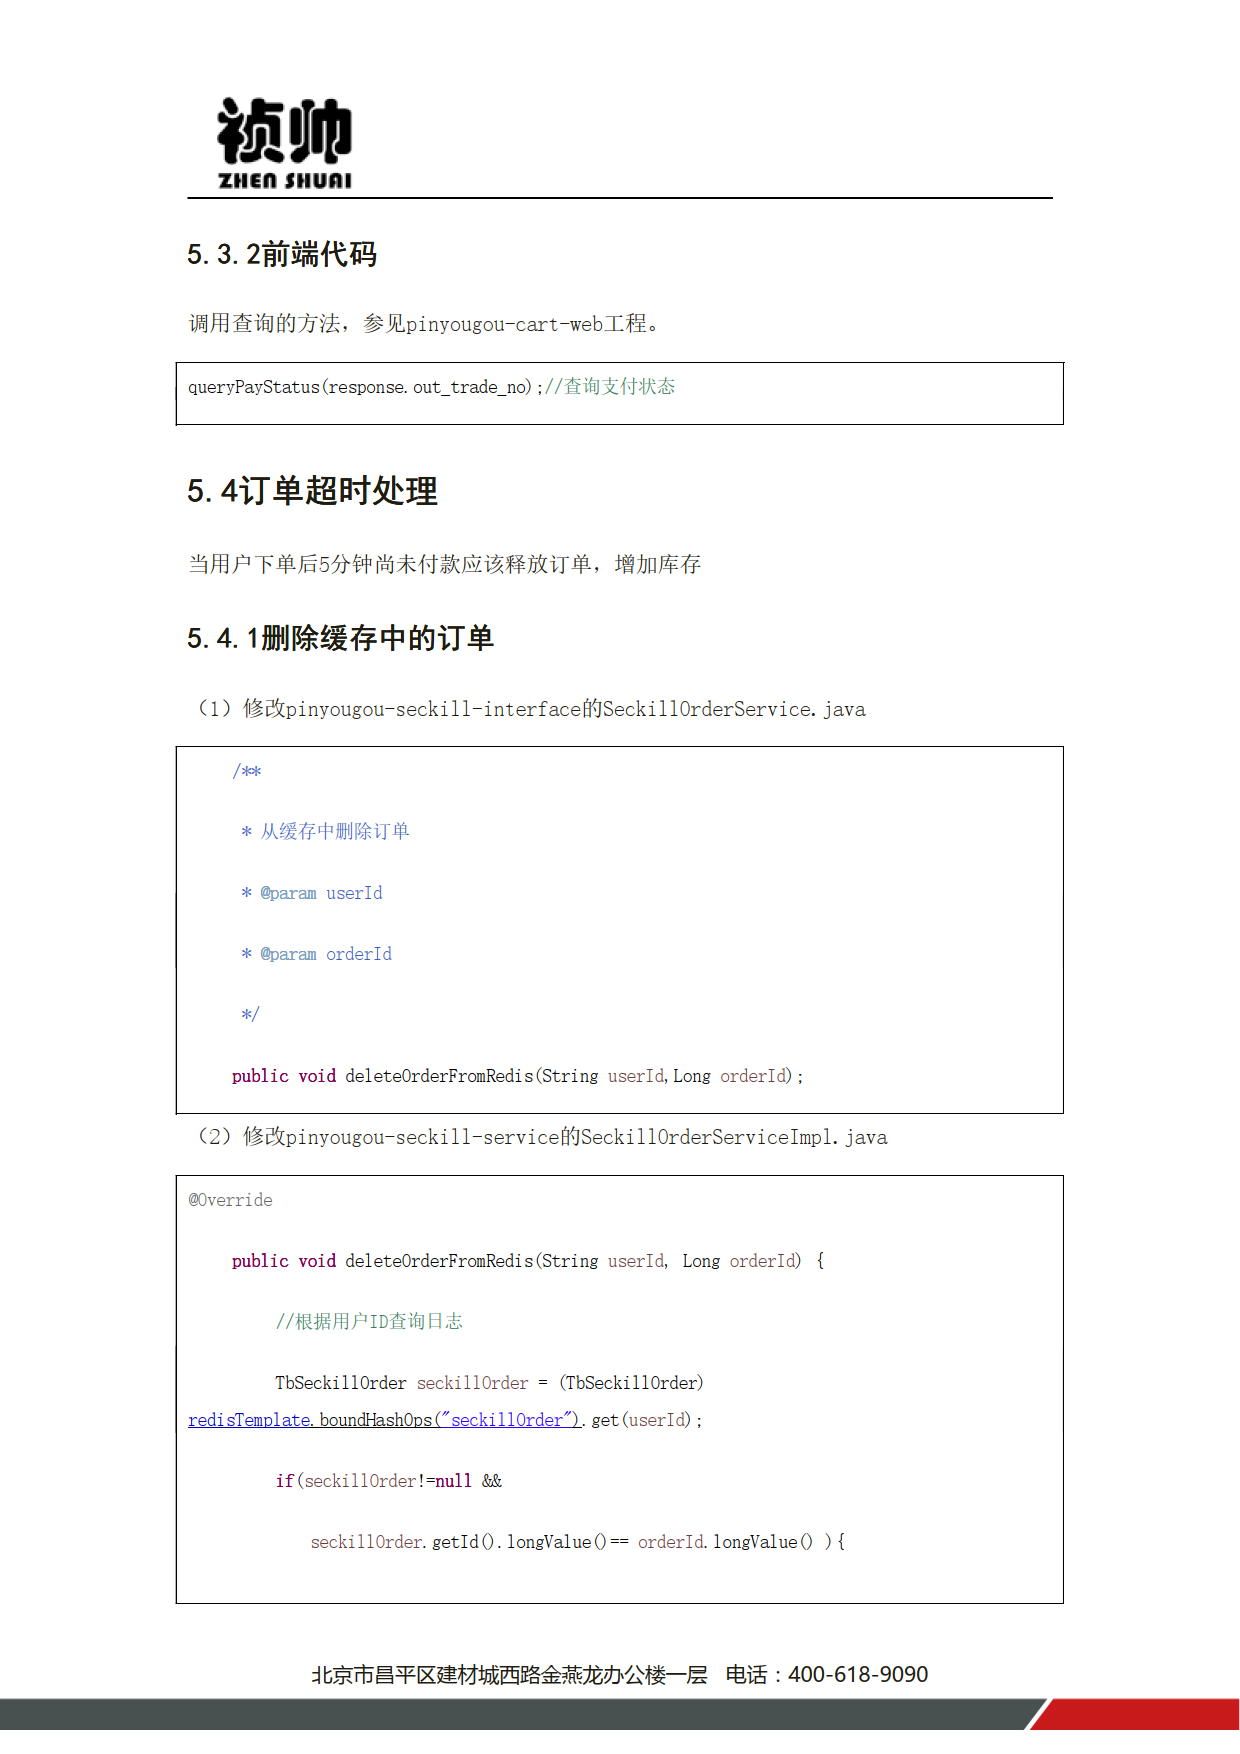 祯帅
ZHEN SHUAI
5.3.2前端代码
调用查询的方法，参见pinyougou-cart-web工程。
queryPayStatus(response.out_trade_no);//查询支付状态
5.4订单超时处理
当用户下单后5分钟尚未付款应该释放订单，增加库存
5.4.1删除缓存中的订单
（1）修改pinyougou-seckill-interface的SeckillOrderService.java
/**
* 从缓存中删除订单
* @param userId
* @param orderId
*/
public void deleteOrderFromRedis(String userId,Long orderId);
（2）修改pinyougou-seckill-service的SeckillOrderServiceImpl.java
@Override
public void deleteOrderFromRedis(String userId, Long orderId) {
//根据用户ID查询日志
TbSeckillOrder seckillOrder = (TbSeckillOrder)
redisTemplate.boundHashOps("seckillOrder").get(userId);
if(seckillOrder!=null &&
seckillOrder.getId().longValue()== orderId.longValue() ){
北京市昌平区建材城西路金燕龙办公楼一层 电话：400-618-9090